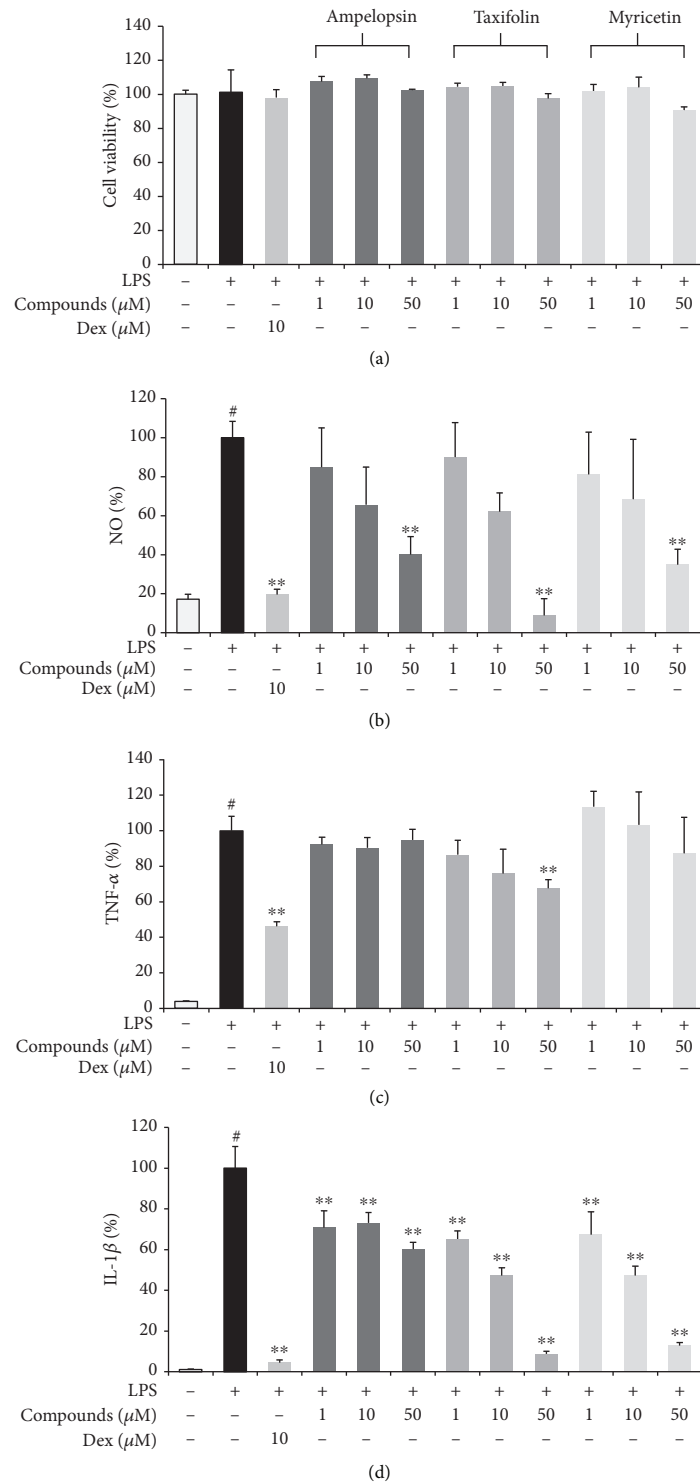 Ampelopsin Taxifolin Myricetin
140
120
100
80
60
40
20
0
Cell viability (%)
LPS − + + + + + + + + + + +
Compounds (μM) − − − 1 10 50 1 10 50 1 10 50
Dex (μM) − − 10 − − − − − − − − −
(a)
120
100
80
60
40
20
0
NO (%)
# ** ** ** **
LPS − + + + + + + + + + + +
Compounds (μM) − − − 1 10 50 1 10 50 1 10 50
Dex (μM) − − 10 − − − − − − − − −
(b)
140
120
100
80
60
40
20
0
TNF-α (%)
# ** **
LPS − + + + + + + + + + + +
Compounds (μM) − − − 1 10 50 1 10 50 1 10 50
Dex (μM) − − 10 − − − − − − − − −
(c)
120
100
80
60
40
20
0
IL-1β (%)
# ** ** ** ** ** ** ** ** ** **
LPS − + + + + + + + + + + +
Compounds (μM) − − − 1 10 50 1 10 50 1 10 50
Dex (μM) − − 10 − − − − − − − − −
(d)